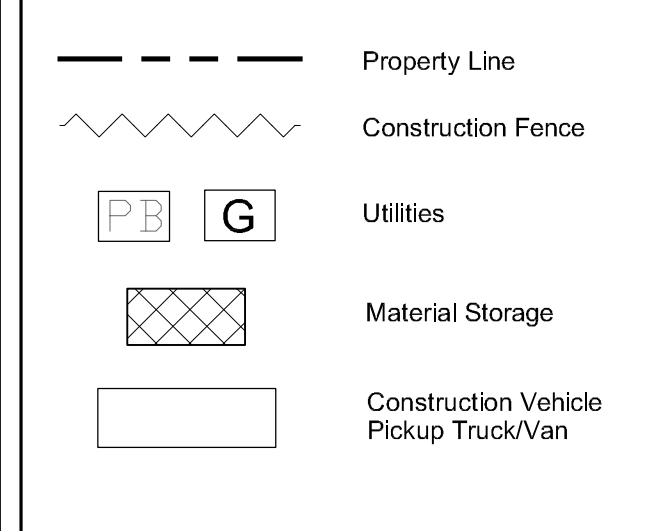 Property Line
Construction Fence
PB G Utilities
Material Storage
Construction Vehicle
Pickup Truck/Van